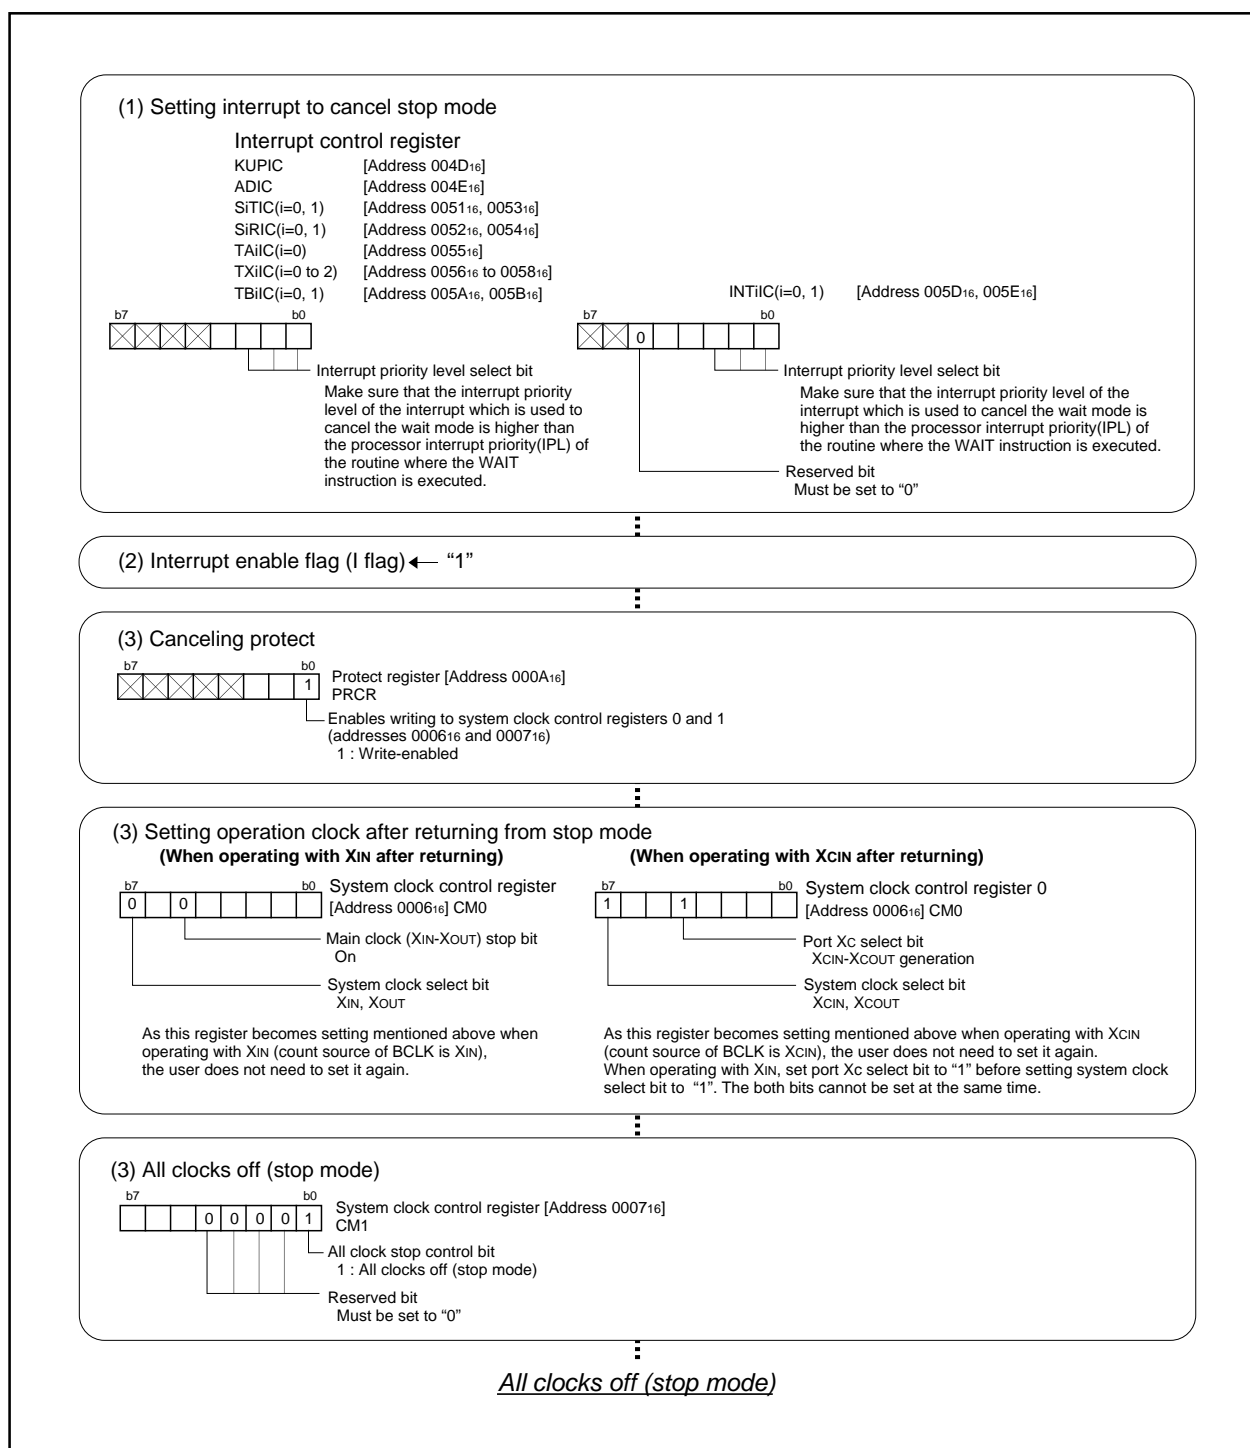 (1) Setting interrupt to cancel stop mode
Interrupt control register
KUPIC [Address 004D16]
ADIC [Address 004E16]
SiTIC(i=0, 1) [Address 005116, 005316]
SiRIC(i=0, 1) [Address 005216, 005416]
TAiIC(i=0) [Address 005516]
TXiIC(i=0 to 2) [Address 005616 to 005816]
TBiIC(i=0, 1) [Address 005A16, 005B16]
b7 b0
Interrupt priority level select bit
Make sure that the interrupt priority
level of the interrupt which is used to
cancel the wait mode is higher than
the processor interrupt priority(IPL) of
the routine where the WAIT
instruction is executed.
INTiIC(i=0, 1) [Address 005D16, 005E16]
b7 b0
0
Interrupt priority level select bit
Make sure that the interrupt priority level of the
interrupt which is used to cancel the wait mode is
higher than the processor interrupt priority(IPL) of
the routine where the WAIT instruction is executed.
Reserved bit
Must be set to “0”
(2) Interrupt enable flag (I flag) ← “1”
(3) Canceling protect
b7 b0
1
Protect register [Address 000A16]
PRCR
Enables writing to system clock control registers 0 and 1
(addresses 000616 and 000716)
1 : Write-enabled
(3) Setting operation clock after returning from stop mode
(When operating with XIN after returning)
b7 b0
0 0
System clock control register
[Address 000616] CM0
Main clock (XIN-XOUT) stop bit
On
System clock select bit
XIN, XOUT
As this register becomes setting mentioned above when
operating with XIN (count source of BCLK is XIN),
the user does not need to set it again.
(When operating with XCIN after returning)
b7 b0
1 1
System clock control register 0
[Address 000616] CM0
Port XC select bit
XCIN-XCOUT generation
System clock select bit
XCIN, XCOUT
As this register becomes setting mentioned above when operating with XCIN
(count source of BCLK is XCIN), the user does not need to set it again.
When operating with XIN, set port Xc select bit to “1” before setting system clock
select bit to “1”. The both bits cannot be set at the same time.
(3) All clocks off (stop mode)
b7 b0
0 0 0 0 1
System clock control register [Address 000716]
CM1
All clock stop control bit
1 : All clocks off (stop mode)
Reserved bit
Must be set to “0”
All clocks off (stop mode)